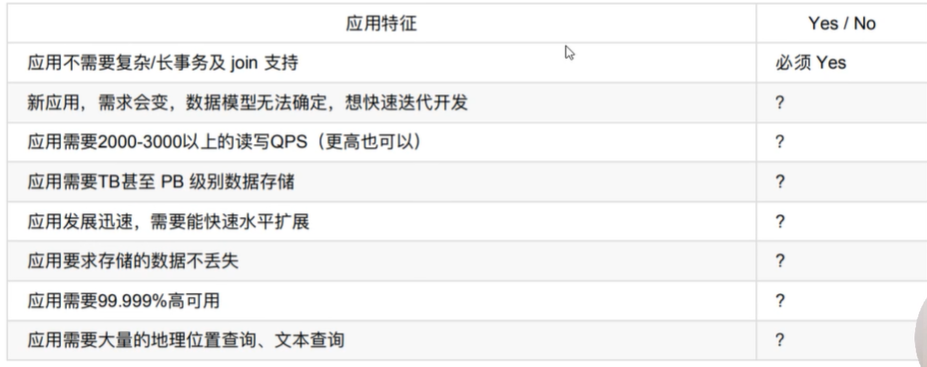 应用特征 Yes / No
应用不需要复杂/长事务及 join 支持 必须 Yes
新应用，需求会变，数据模型无法确定，想快速迭代开发 ?
应用需要2000-3000以上的读写QPS（更高也可以） ?
应用需要TB甚至 PB 级别数据存储 ?
应用发展迅速，需要能快速水平扩展 ?
应用要求存储的数据不丢失 ?
应用需要99.999%高可用 ?
应用需要大量的地理位置查询、文本查询 ?